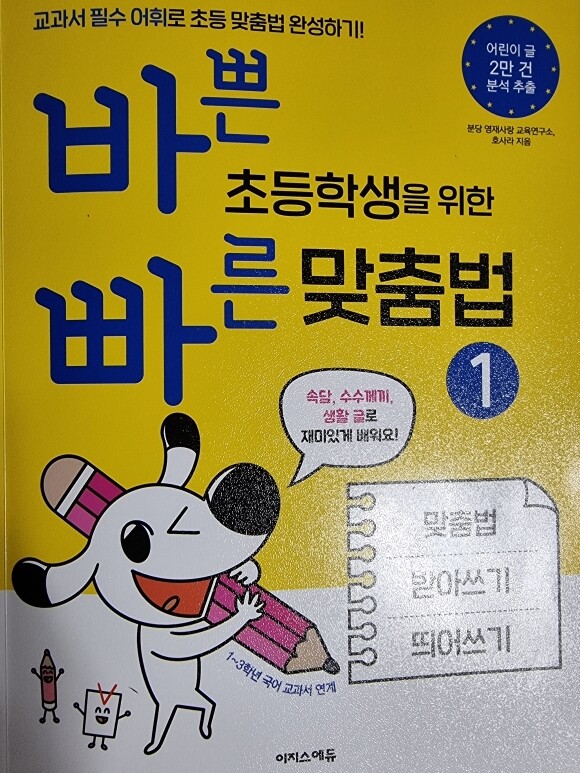 교과서 필수 어휘로 초등 맞춤법 완성하기!
어린이 글
2만 건
분석 추출
분당 영재사랑 교육연구소,
호사라 지음
바쁜
초등학생을 위한
빠른 맞춤법
1
속담, 수수께끼,
생활 글로
재미있게 배워요!
맞춤법
받아쓰기
띄어쓰기
1~3학년 국어 교과서 연계
이지스에듀